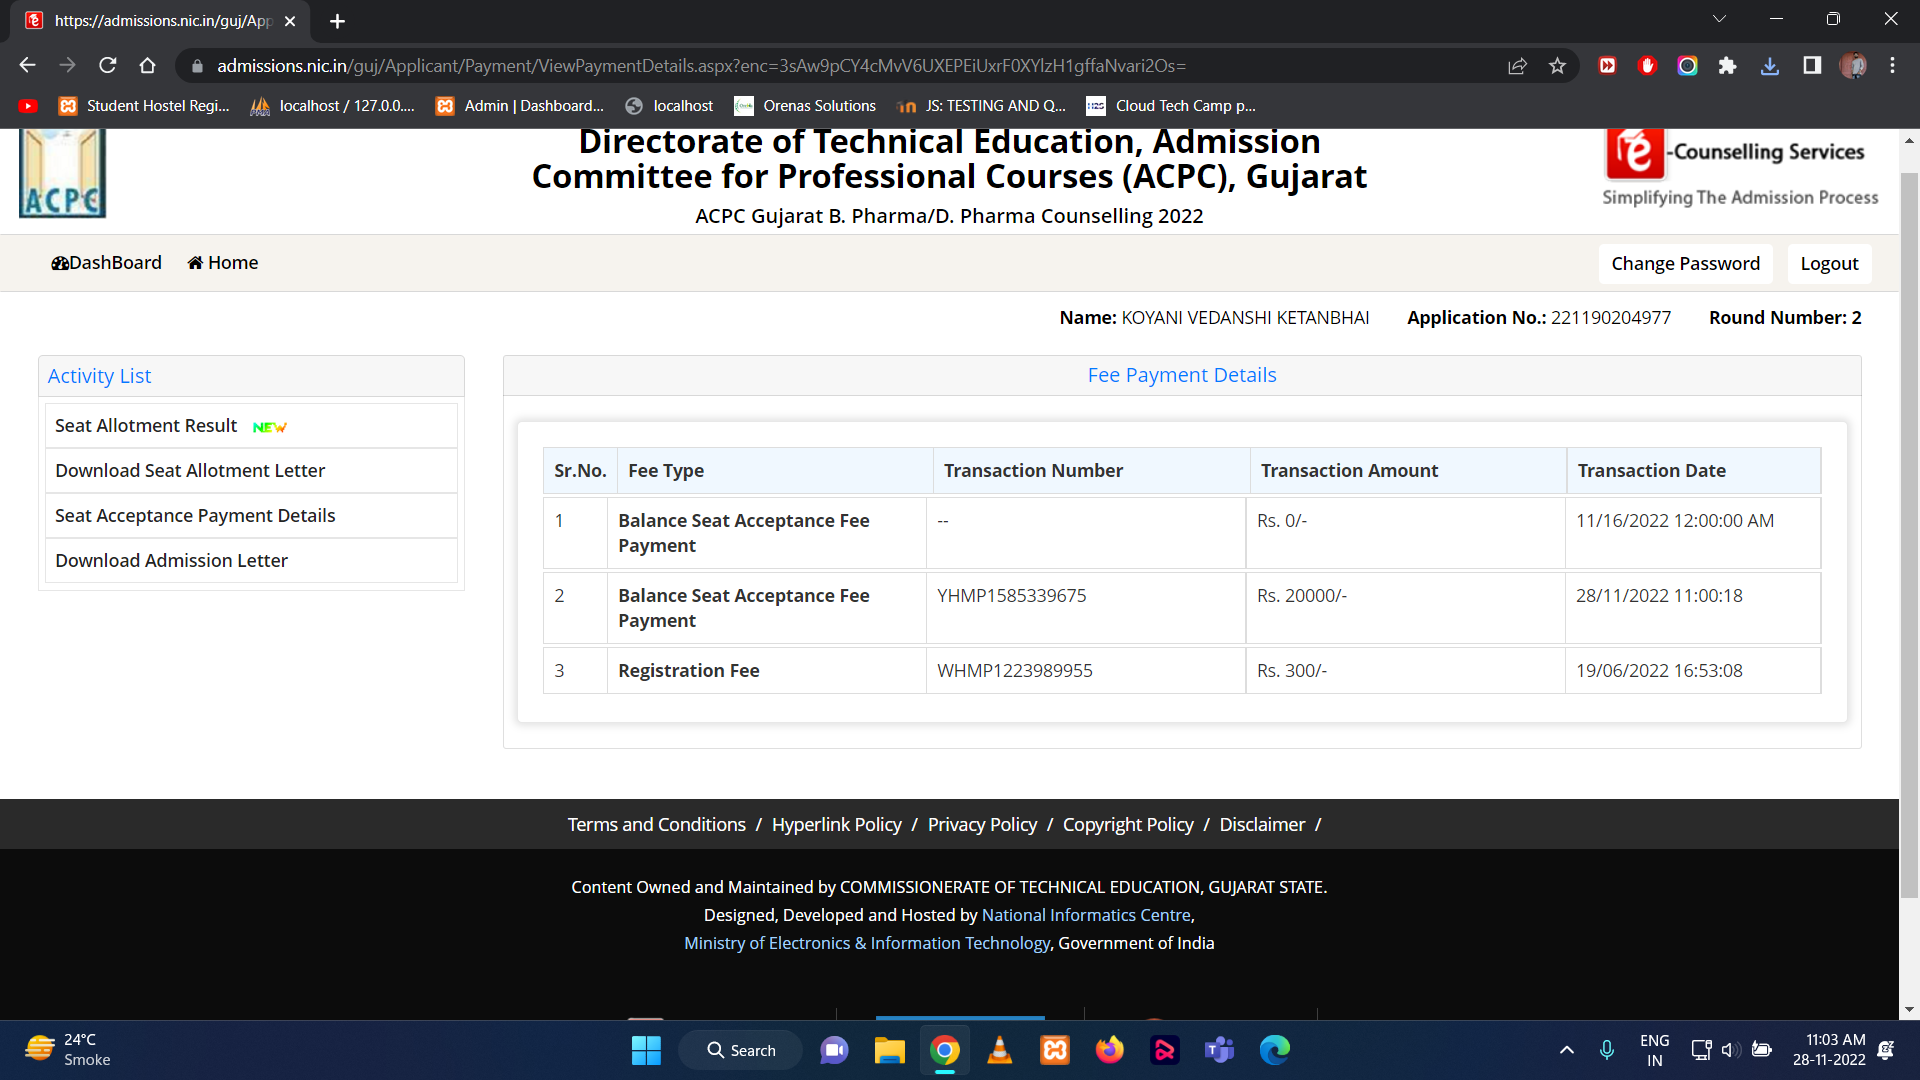 https://admissions.nic.in/guj/App
admissions.nic.in/guj/Applicant/Payment/ViewPaymentDetails.aspx?enc=3sAw9pCY4cMvV6UXEPEiUxrF0XYlzH1gffaNvari2Os=
Student Hostel Regi... localhost / 127.0.0.... Admin | Dashboard... localhost Orenas Solutions JS: TESTING AND Q... Cloud Tech Camp p...
ACPC
Directorate of Technical Education, Admission
Committee for Professional Courses (ACPC), Gujarat
ACPC Gujarat B. Pharma/D. Pharma Counselling 2022
e-Counselling Services
Simplifying The Admission Process
DashBoard Home Change Password Logout
Name: KOYANI VEDANSHI KETANBHAI Application No.: 221190204977 Round Number: 2
Activity List
Seat Allotment Result NEW
Download Seat Allotment Letter
Seat Acceptance Payment Details
Download Admission Letter
Fee Payment Details
Sr.No. Fee Type Transaction Number Transaction Amount Transaction Date
1 Balance Seat Acceptance Fee Payment -- Rs. 0/- 11/16/2022 12:00:00 AM
2 Balance Seat Acceptance Fee Payment YHMP1585339675 Rs. 20000/- 28/11/2022 11:00:18
3 Registration Fee WHMP1223989955 Rs. 300/- 19/06/2022 16:53:08
Terms and Conditions / Hyperlink Policy / Privacy Policy / Copyright Policy / Disclaimer /
Content Owned and Maintained by COMMISSIONERATE OF TECHNICAL EDUCATION, GUJARAT STATE.
Designed, Developed and Hosted by National Informatics Centre,
Ministry of Electronics & Information Technology, Government of India
24°C
Smoke
Search
ENG
IN
11:03 AM
28-11-2022